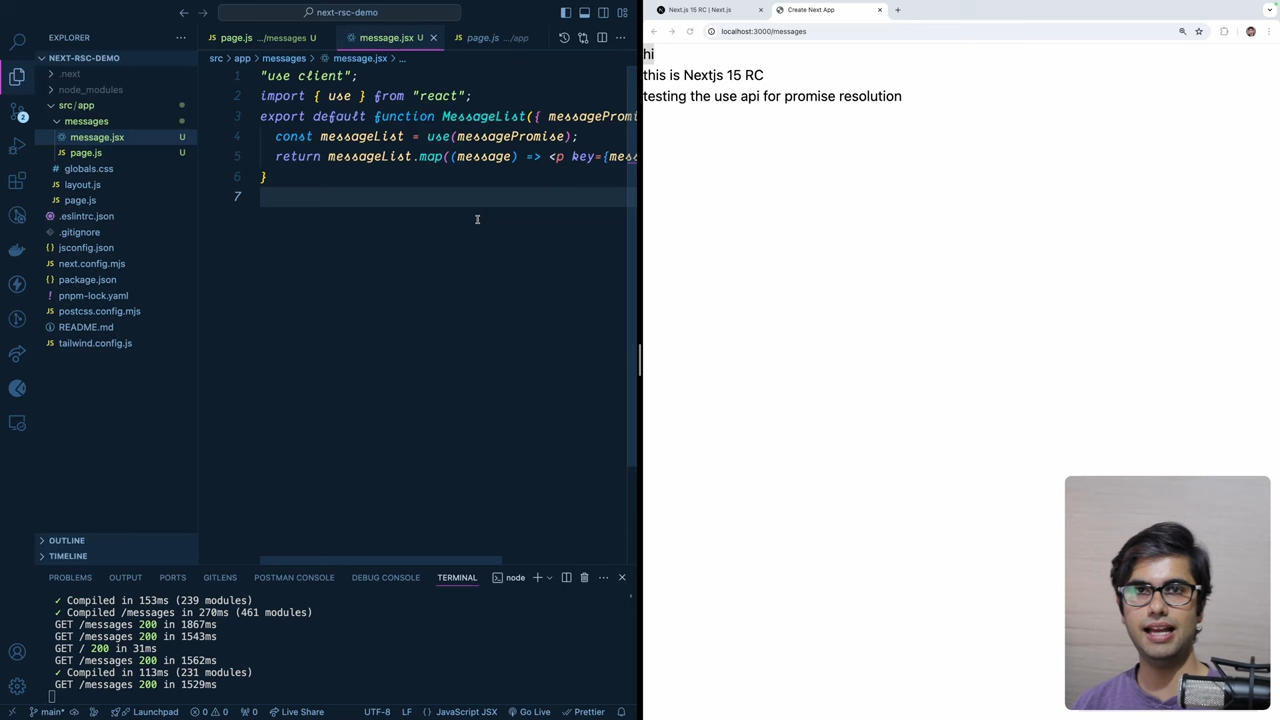 next-rsc-demo
EXPLORER
NEXT-RSC-DEMO
.next
node_modules
src/app
messages
message.jsx U
page.js U
globals.css
layout.js
page.js
.eslintrc.json
.gitignore
jsconfig.json
next.config.mjs
package.json
pnpm-lock.yaml
postcss.config.mjs
README.md
tailwind.config.js
OUTLINE
TIMELINE
2
page.js .../messages U
message.jsx U
page.js .../app
src > app > messages > message.jsx > ...
1 "use client";
2 import { use } from "react";
3 export default function MessageList({ messagePromi
4 const messageList = use(messagePromise);
5 return messageList.map((message) => <p key={mess
6 }
7
PROBLEMS OUTPUT PORTS GITLENS POSTMAN CONSOLE DEBUG CONSOLE TERMINAL node
✓ Compiled in 153ms (239 modules)
✓ Compiled /messages in 270ms (461 modules)
GET /messages 200 in 1867ms
GET /messages 200 in 1543ms
GET / 200 in 31ms
GET /messages 200 in 1562ms
✓ Compiled in 113ms (231 modules)
GET /messages 200 in 1529ms
main* Launchpad 0 0 0 Live Share UTF-8 LF JavaScript JSX Go Live Prettier
Next.js 15 RC | Next.js
Create Next App
localhost:3000/messages
hi
this is Nextjs 15 RC
testing the use api for promise resolution